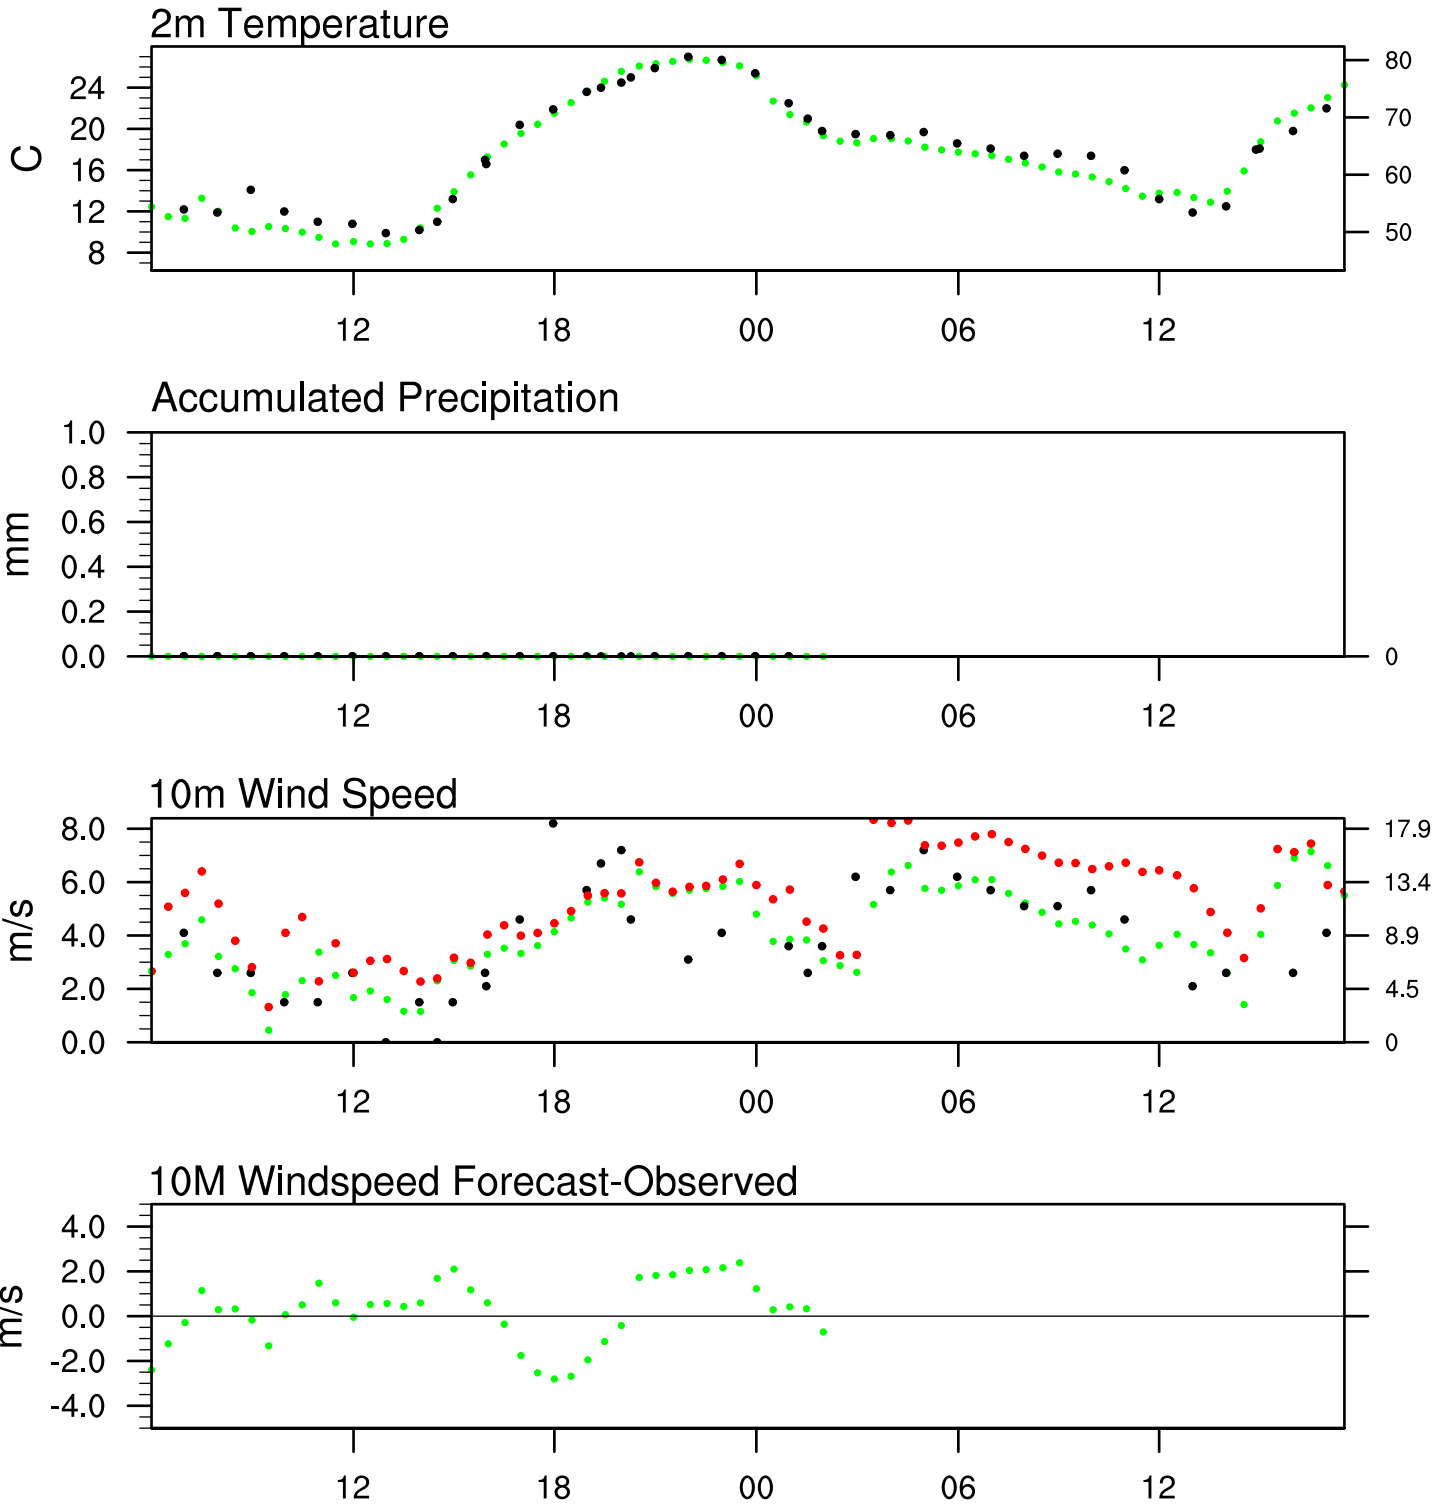 2m Temperature
24
20
16
12
8
C
80
70
60
50
12 18 00 06 12
Accumulated Precipitation
1.0
0.8
0.6
0.4
0.2
0.0
mm
0
12 18 00 06 12
10m Wind Speed
8.0
6.0
4.0
2.0
0.0
m/s
17.9
13.4
8.9
4.5
0
12 18 00 06 12
10M Windspeed Forecast-Observed
4.0
2.0
0.0
-2.0
-4.0
m/s
12 18 00 06 12